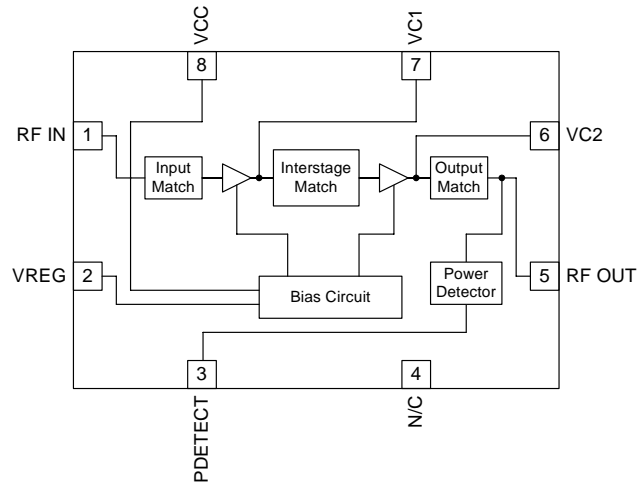 VCC
VC1
8
7
RF IN
1
6
VC2
Input
Match
Interstage
Match
Output
Match
VREG
2
Bias Circuit
Power
Detector
5
RF OUT
3
4
PDETECT
N/C